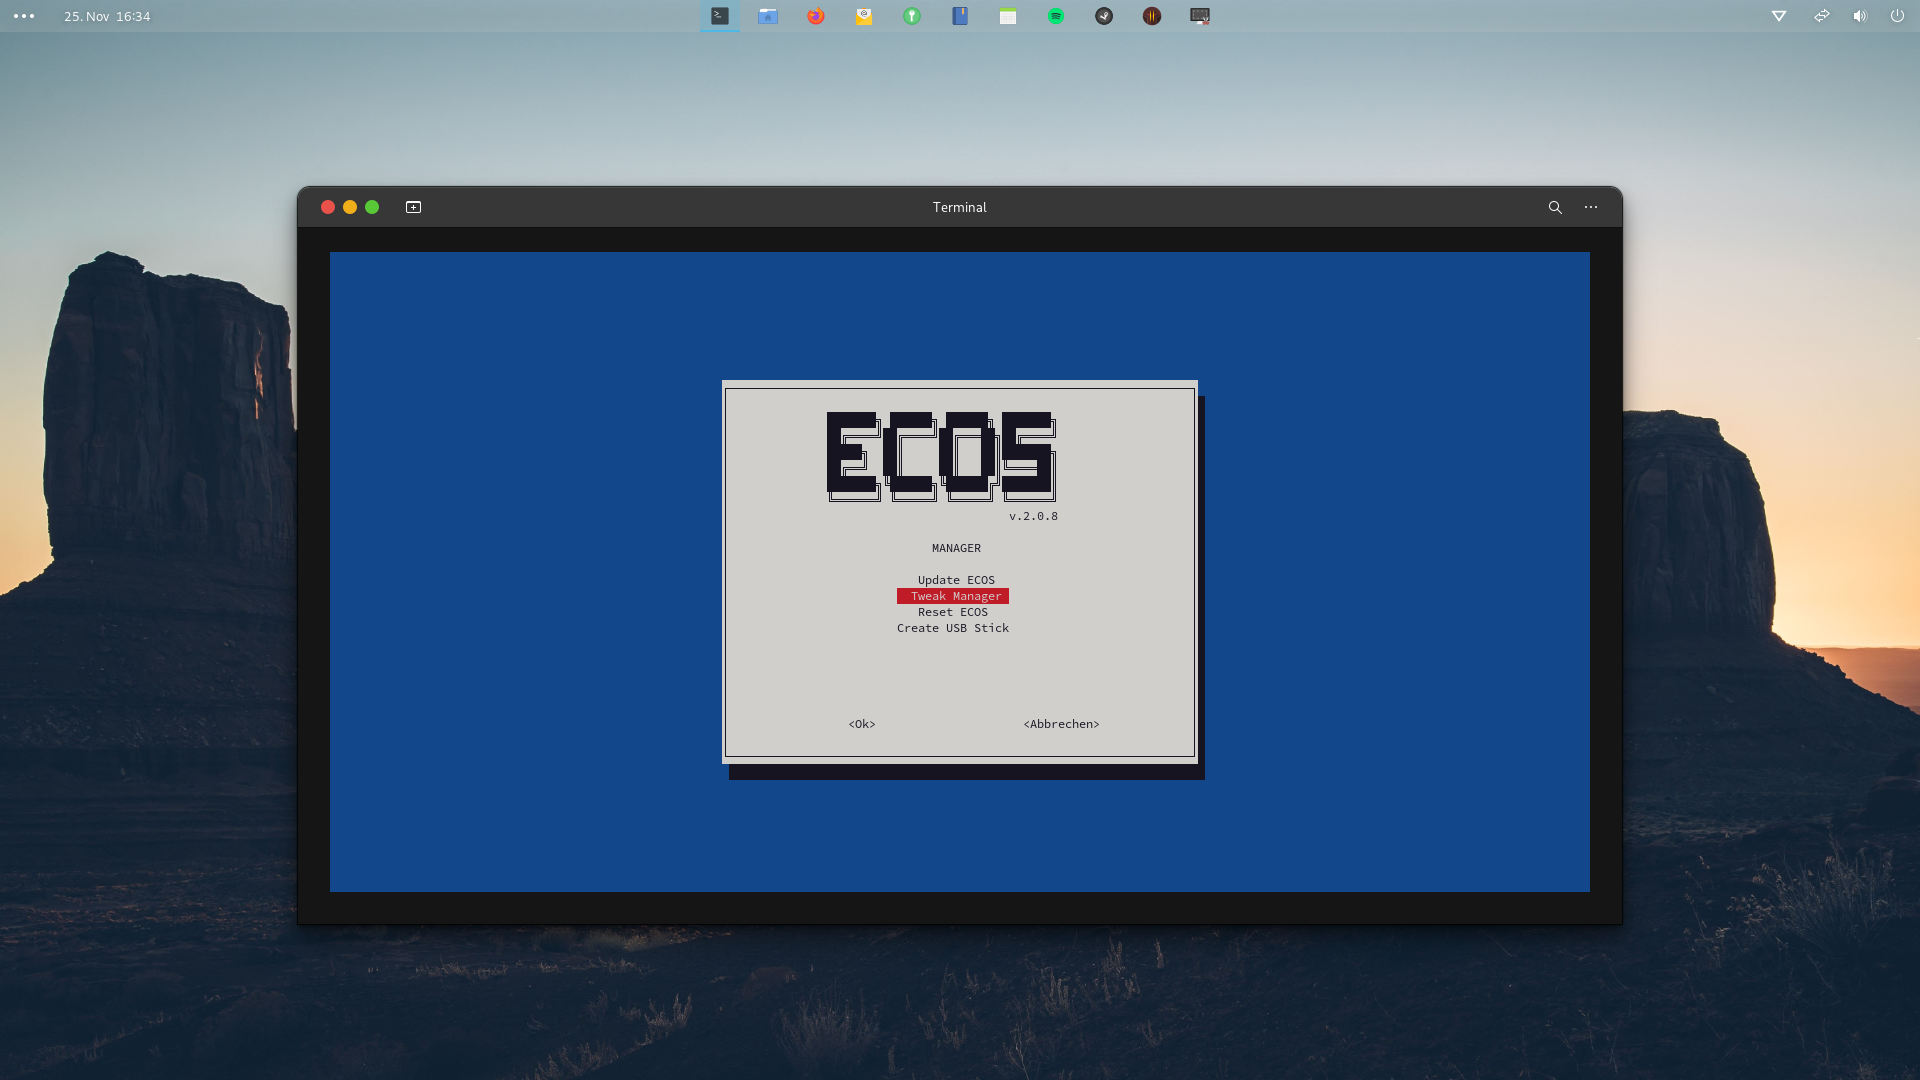 25. Nov 16:34
Terminal
ECOS
v.2.0.8
MANAGER
Update ECOS
Tweak Manager
Reset ECOS
Create USB Stick
<Ok> <Abbrechen>